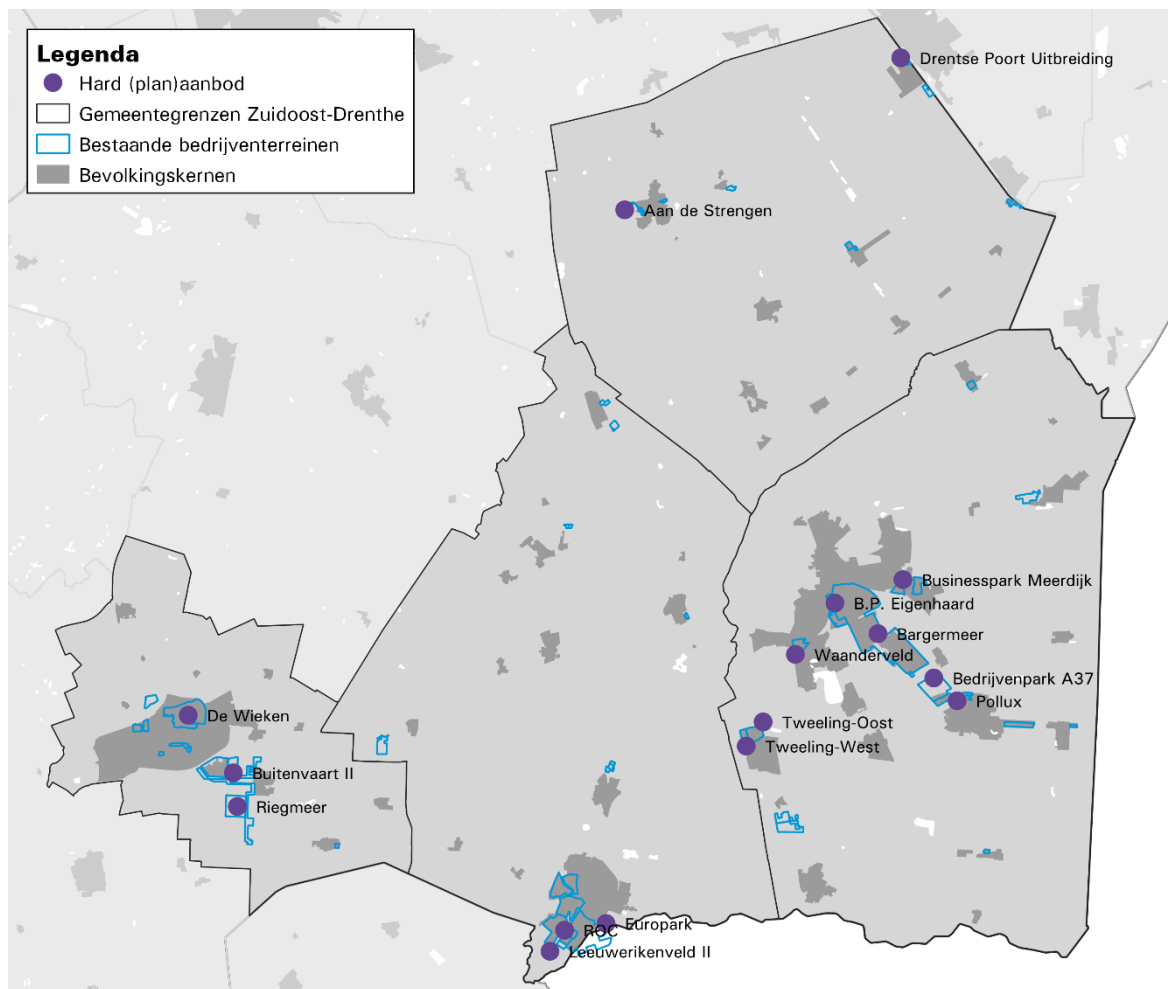 Legenda
Hard (plan)aanbod
Gemeentegrenzen Zuidoost-Drenthe
Bestaande bedrijventerreinen
Bevolkingskernen
Drentse Poort Uitbreiding
Aan de Strengen
Businesspark Meerdijk
B.P. Eigenhaard
Bargermeer
Waanderveld
Bedrijvenpark A37
Pollux
De Wieken
Tweeling-Oost
Tweeling-West
Buitenvaart II
Riegmeer
Europark
ROC
Leeuwerikenveld II